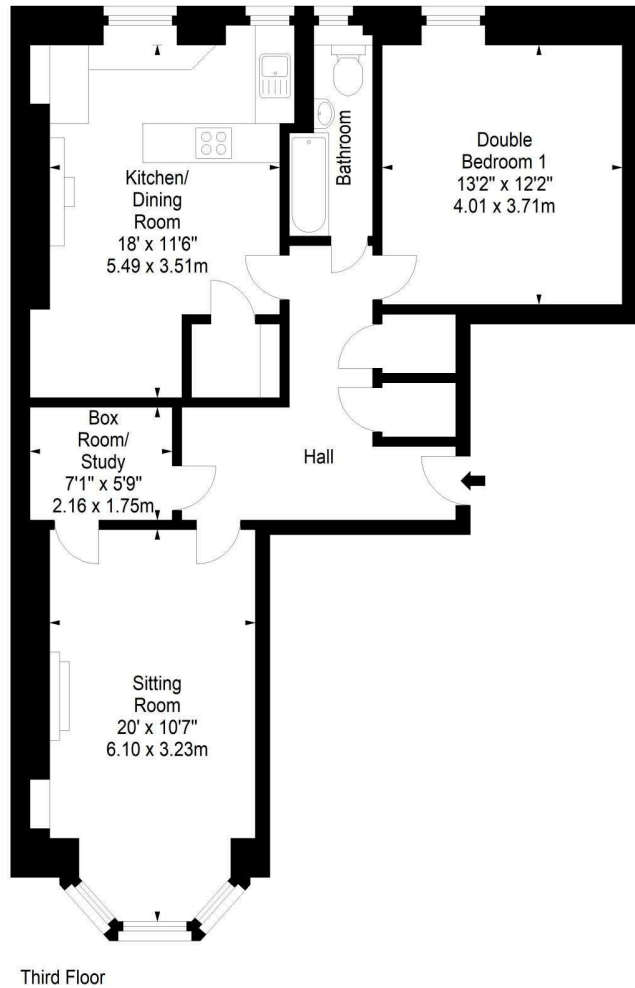 Kitchen/
Dining
Room
18' x 11'6"
5.49 x 3.51m
Bathroom
Double
Bedroom 1
13'2" x 12'2"
4.01 x 3.71m
Box
Room/
Study
7'1" x 5'9"
2.16 x 1.75m
Hall
Sitting
Room
20' x 10'7"
6.10 x 3.23m
Third Floor